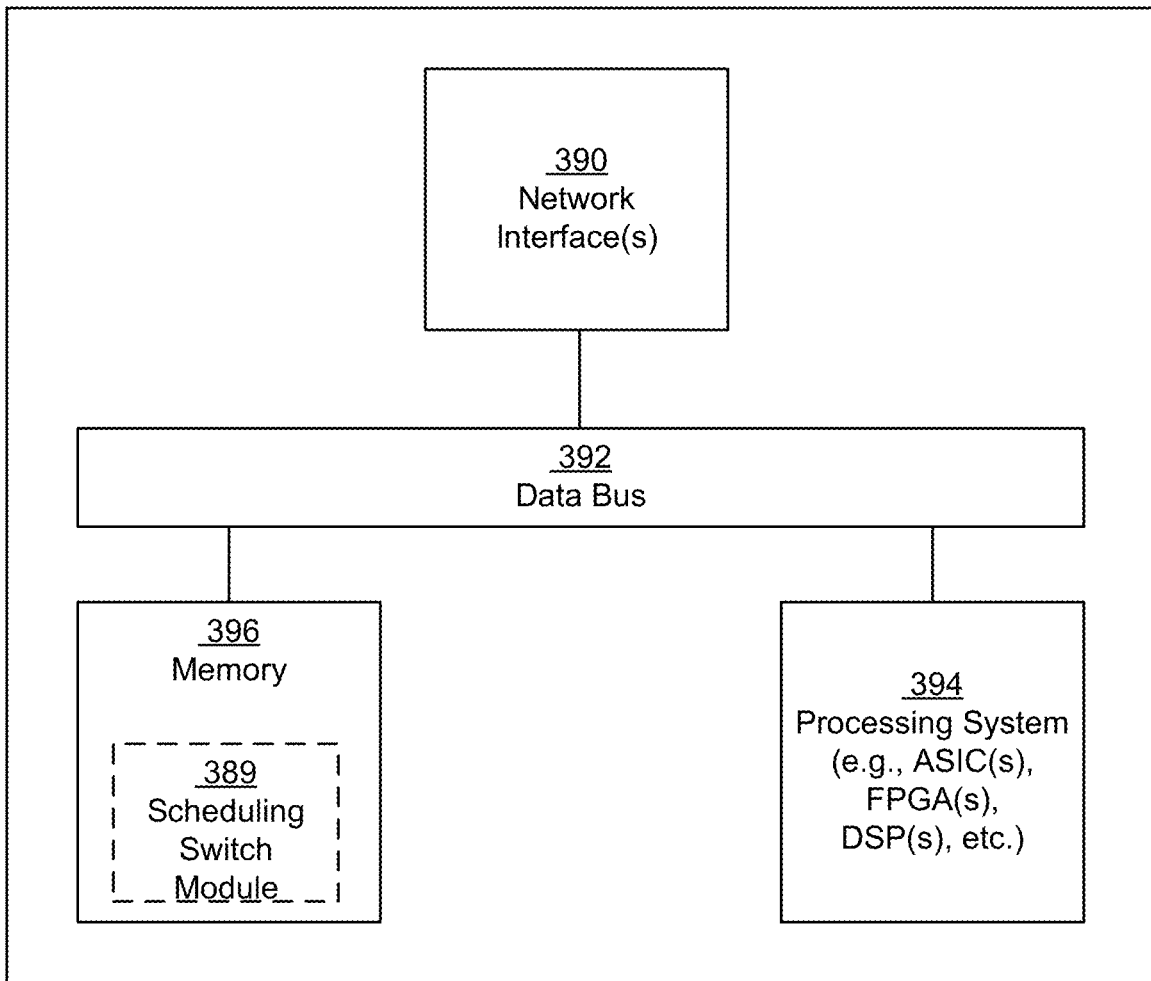 390
Network
Interface(s)
392
Data Bus
396
Memory
389
Scheduling
Switch
Module
394
Processing System
(e.g., ASIC(s),
FPGA(s),
DSP(s), etc.)